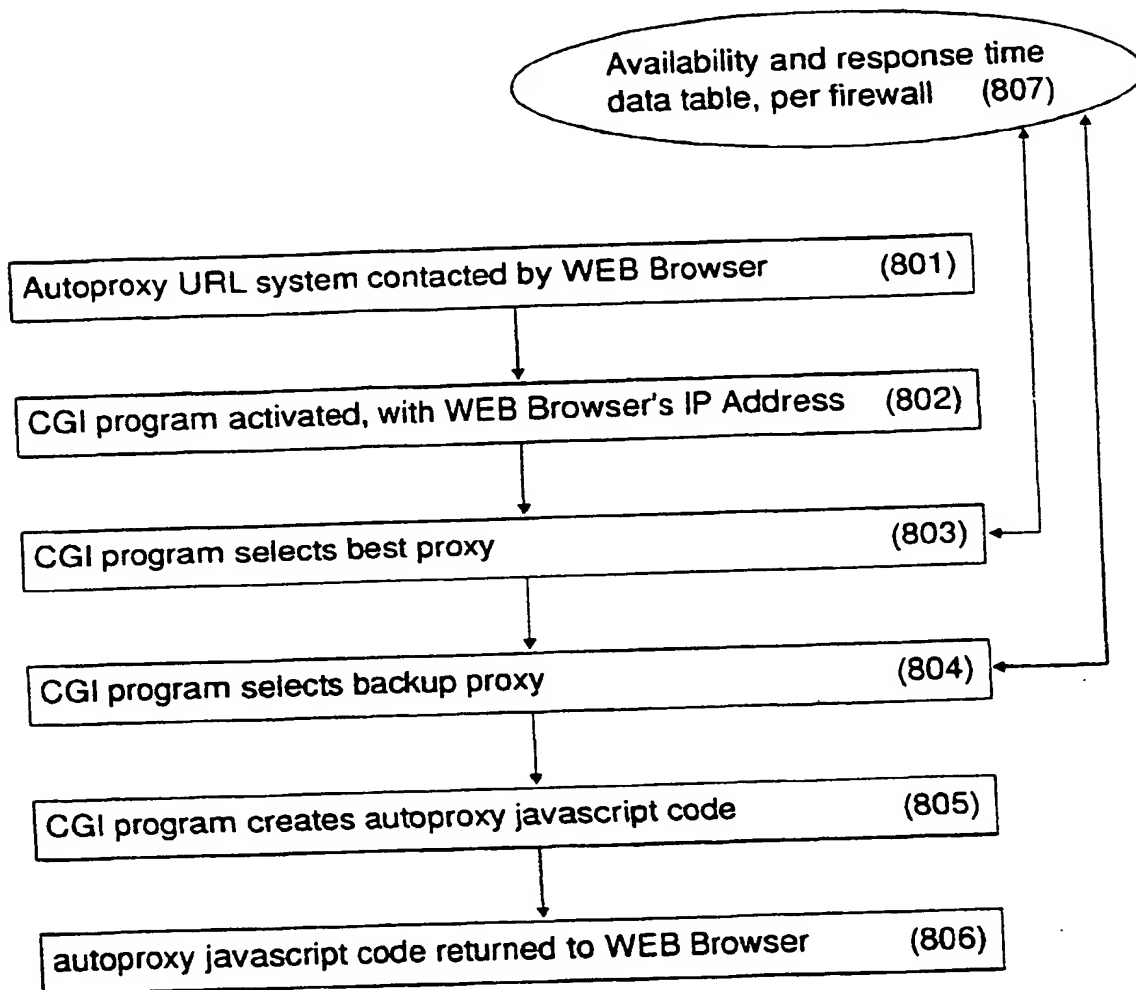 Availability and response time
data table, per firewall (807)
Autoproxy URL system contacted by WEB Browser (801)
CGI program activated, with WEB Browser's IP Address (802)
CGI program selects best proxy (803)
CGI program selects backup proxy (804)
CGI program creates autoproxy javascript code (805)
autoproxy javascript code returned to WEB Browser (806)